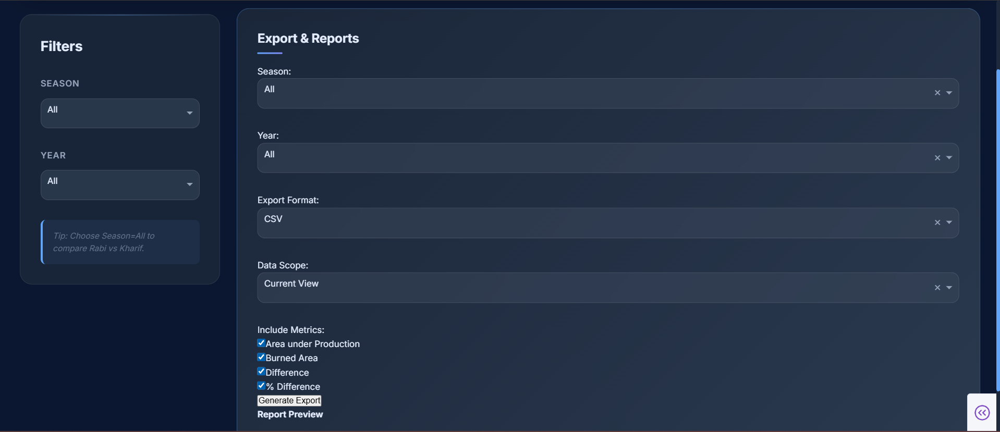 Filters
SEASON
All
YEAR
All
Tip: Choose Season=All to
compare Rabi vs Kharif.
Export & Reports
Season:
All
Year:
All
Export Format:
CSV
Data Scope:
Current View
Include Metrics:
Area under Production
Burned Area
Difference
% Difference
Generate Export
Report Preview